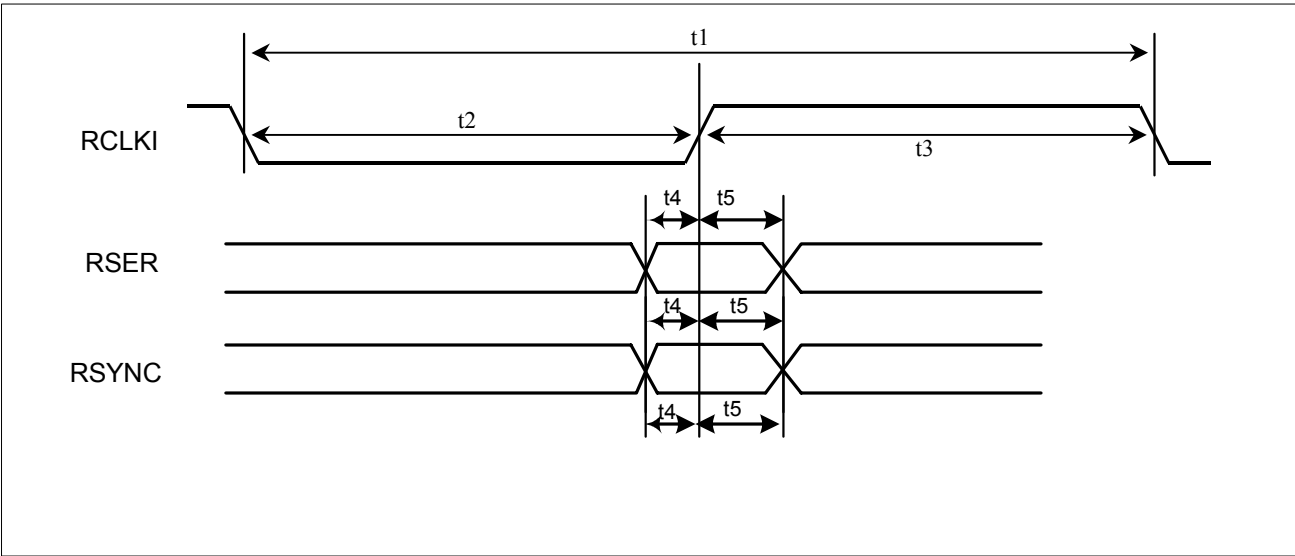 t1
t2
RCLKI
t3
t4 t5
RSER
t4 t5
RSYNC
t4 t5